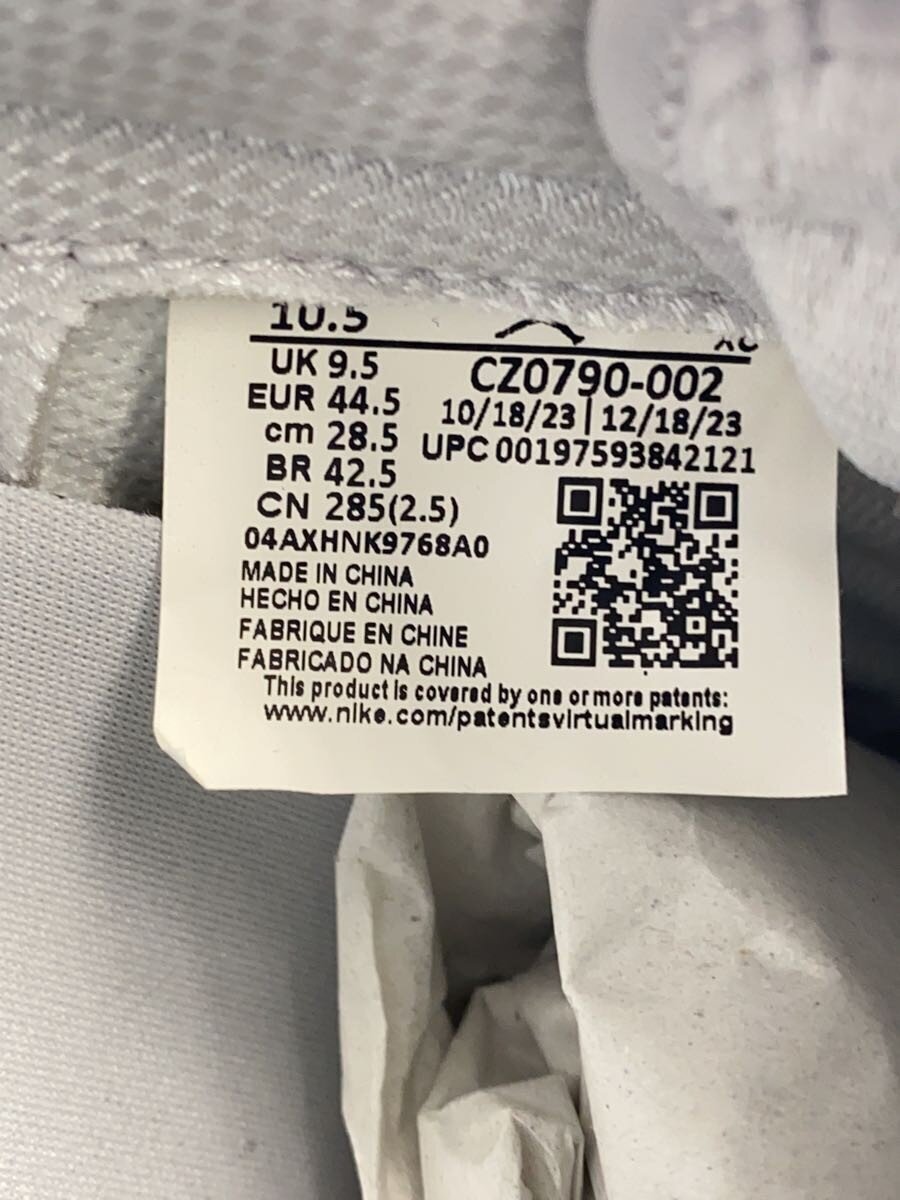 10.5
UK 9.5
EUR 44.5
cm 28.5
BR 42.5
CN 285(2.5)
CZ0790-002
10/18/23 | 12/18/23
UPC 00197593842121
04AXHNK9768A0
MADE IN CHINA
HECHO EN CHINA
FABRIQUE EN CHINE
FABRICADO NA CHINA
This product is covered by one or more patents:
www.nike.com/patentsvirtualmarking